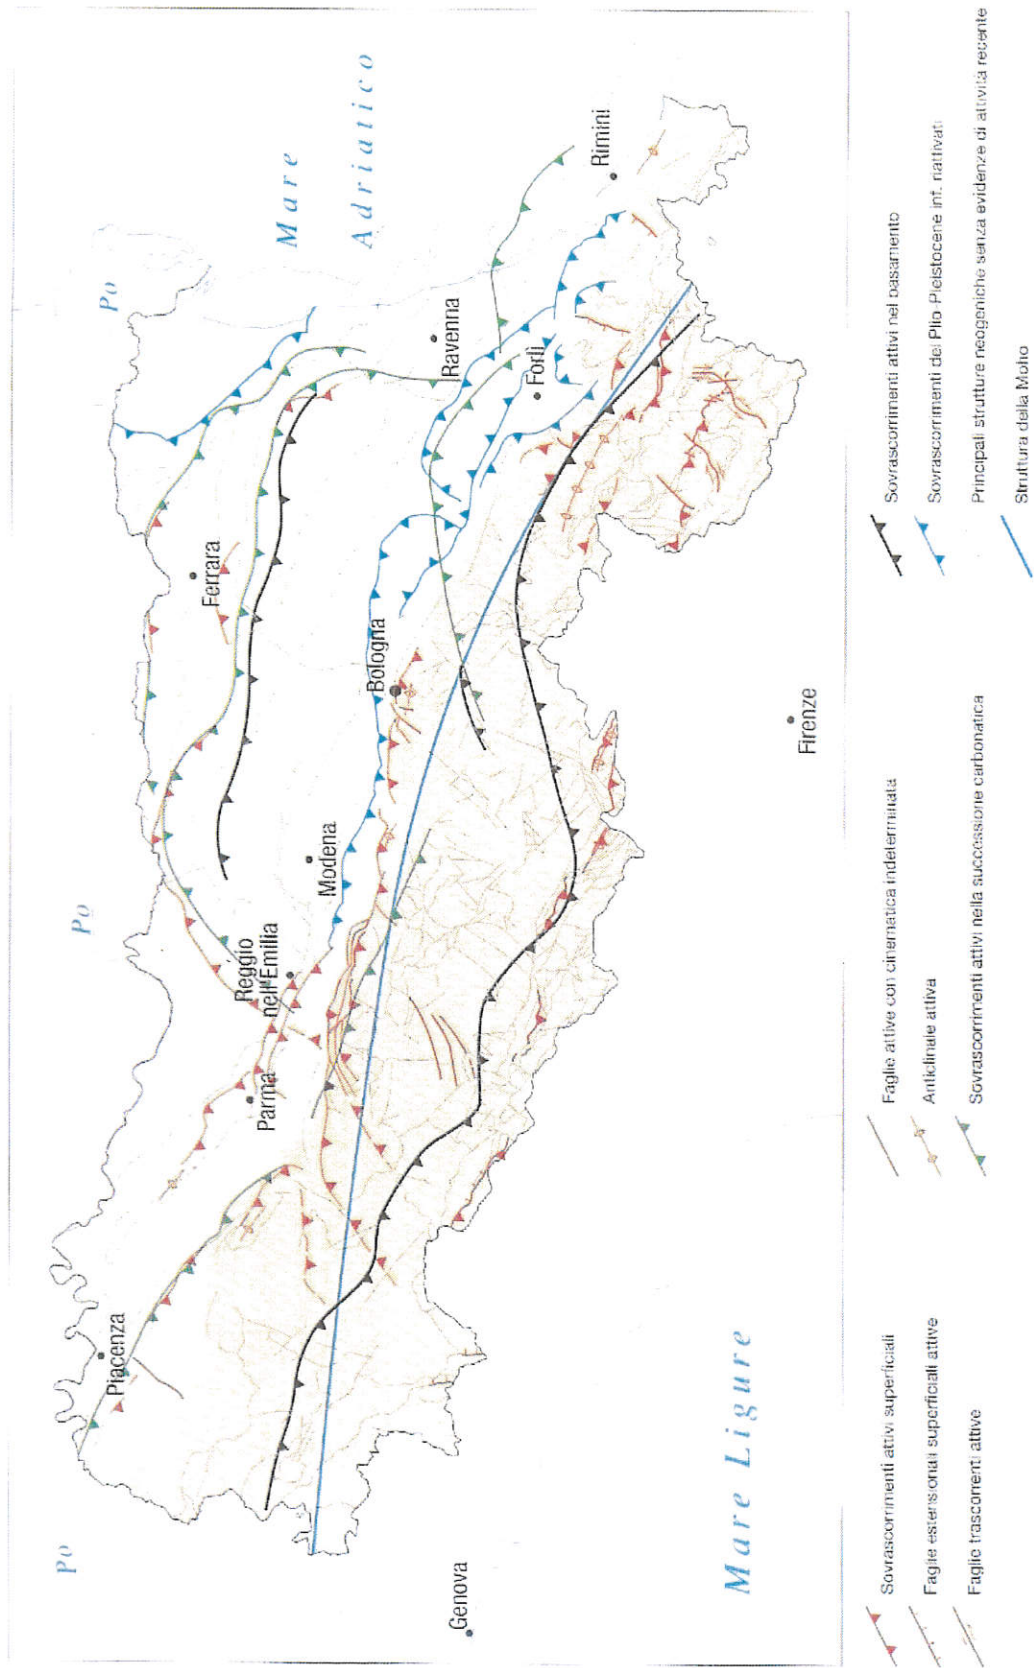 Po
Po
Po
Mare
Adriatico
Piacenza
Parma
Reggio
nell'Emilia
Modena
Ferrara
Bologna
Ravenna
Forlì
Rimini
Genova
Firenze
Mare Ligure
Sovrascorrimenti attivi superficiali
Faglie estensionali superficiali attive
Faglie trascorrenti attive
Faglie attive con cinematica indeterminata
Anticlinale attiva
Sovrascorrimenti attivi nella successione carbonatica
Sovrascorrimenti attivi nel basamento
Sovrascorrimenti del Plio-Pleistocene inf. riattivati
Principali strutture neogeniche senza evidenze di attività recente
Struttura della Molio